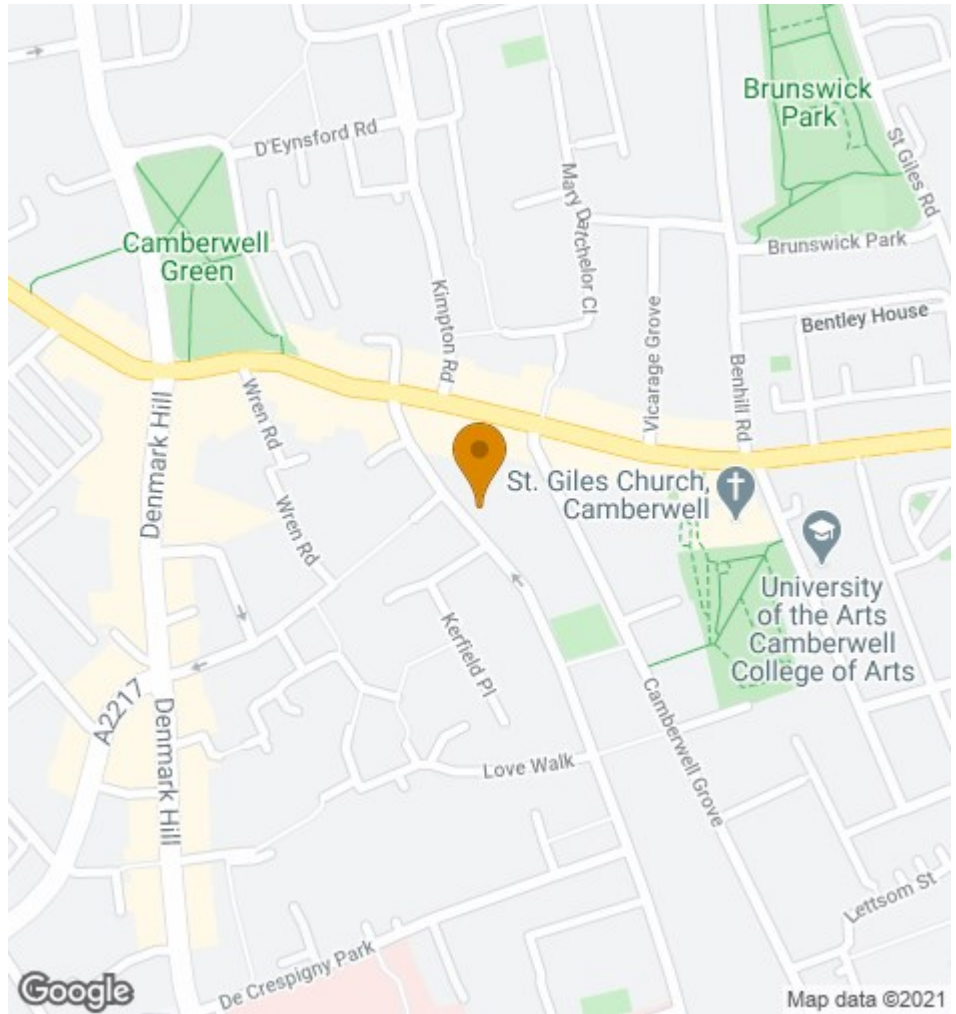 Brunswick
Park
St Giles Rd
D'Eynsford Rd
Mary Datchelor Cl
Camberwell
Green
Brunswick Park
Kimpton Rd
Vicarage Grove
Bentley House
Benhill Rd
Wren Rd
Denmark Hill
St. Giles Church,
Camberwell
Wren Rd
University
of the Arts
Camberwell
College of Arts
Kerfield Pl
A2217
Denmark Hill
Camberwell Grove
Love Walk
Lettsom St
De Crespigny Park
Google
Map data ©2021